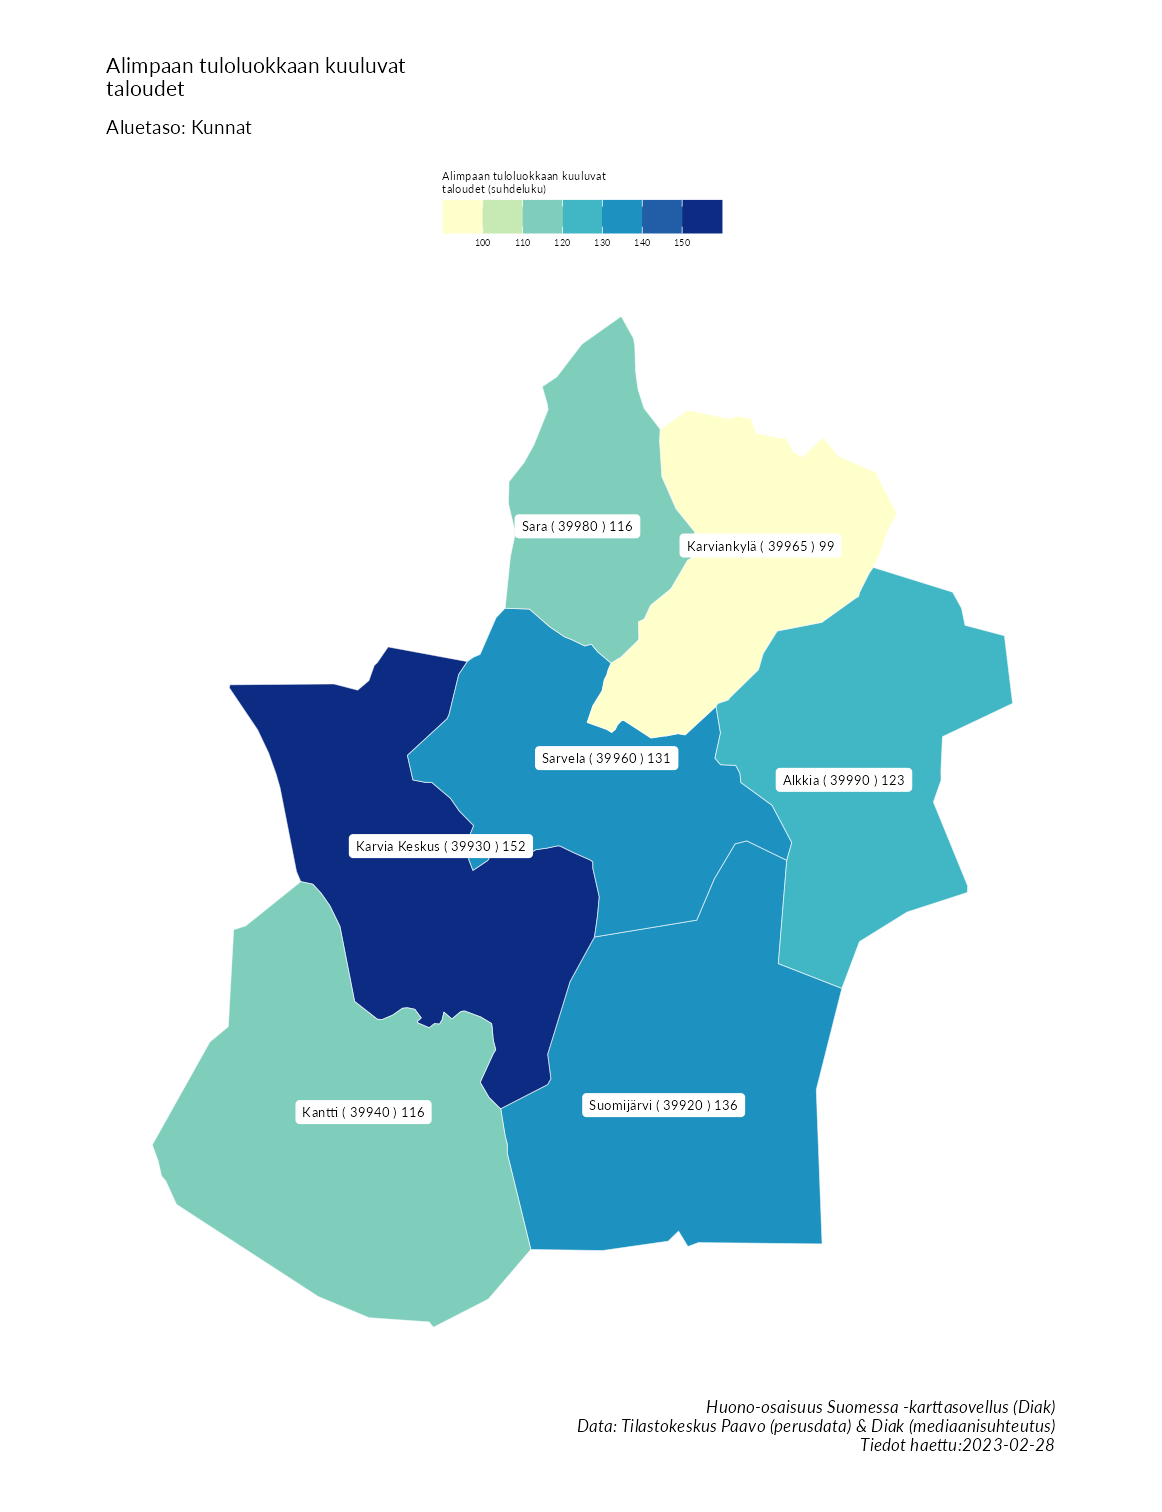 Alimpaan tuloluokkaan kuuluvat
taloudet
Aluetaso: Kunnat
Alimpaan tuloluokkaan kuuluvat
taloudet (suhdeluku)
100 110 120 130 140 150
Sara ( 39980 ) 116
Karviankylä ( 39965 ) 99
Sarvela ( 39960 ) 131
Alkkia ( 39990 ) 123
Karvia Keskus ( 39930 ) 152
Suomijärvi ( 39920 ) 136
Kantti ( 39940 ) 116
Huono-osaisuus Suomessa -karttasovellus (Diak)
Data: Tilastokeskus Paavo (perusdata) & Diak (mediaanisuhteutus)
Tiedot haettu:2023-02-28